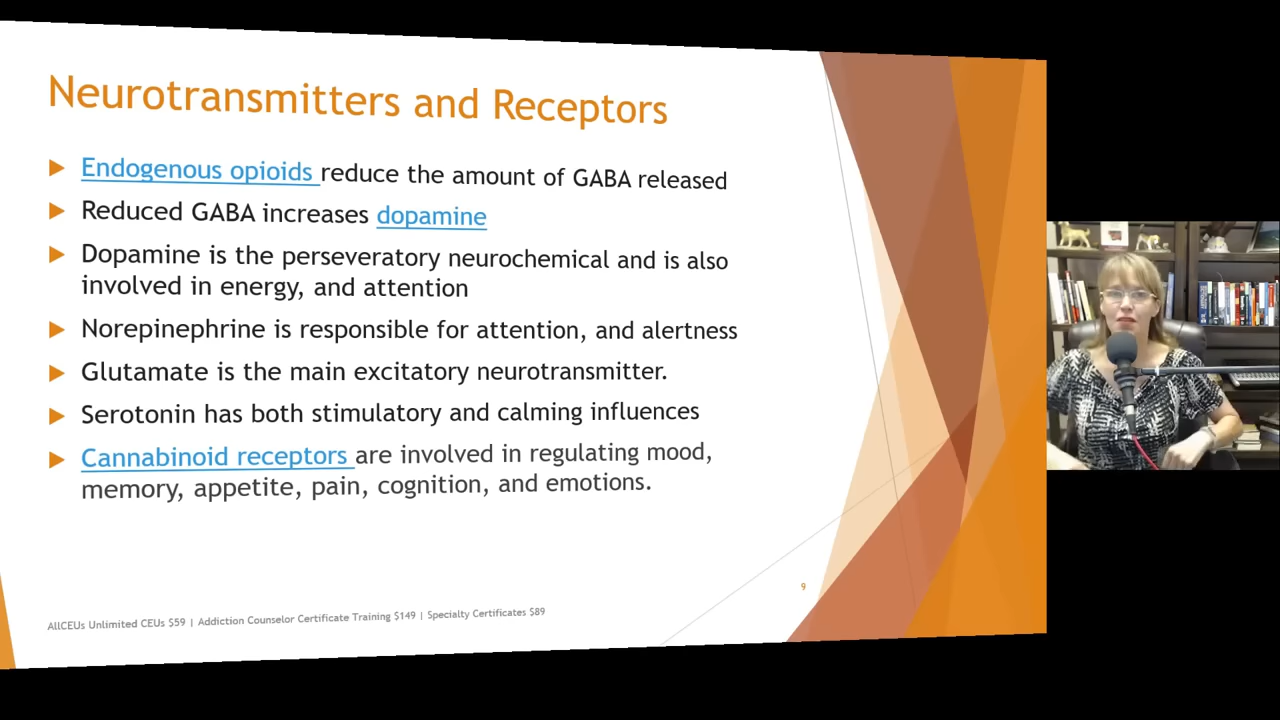 Neurotransmitters and Receptors
Endogenous opioids reduce the amount of GABA released
Reduced GABA increases dopamine
Dopamine is the perseveratory neurochemical and is also
involved in energy, and attention
Norepinephrine is responsible for attention, and alertness
Glutamate is the main excitatory neurotransmitter.
Serotonin has both stimulatory and calming influences
Cannabinoid receptors are involved in regulating mood,
memory, appetite, pain, cognition, and emotions.
9
AllCEUs Unlimited CEUs $59 | Addiction Counselor Certificate Training $149 | Specialty Certificates $89